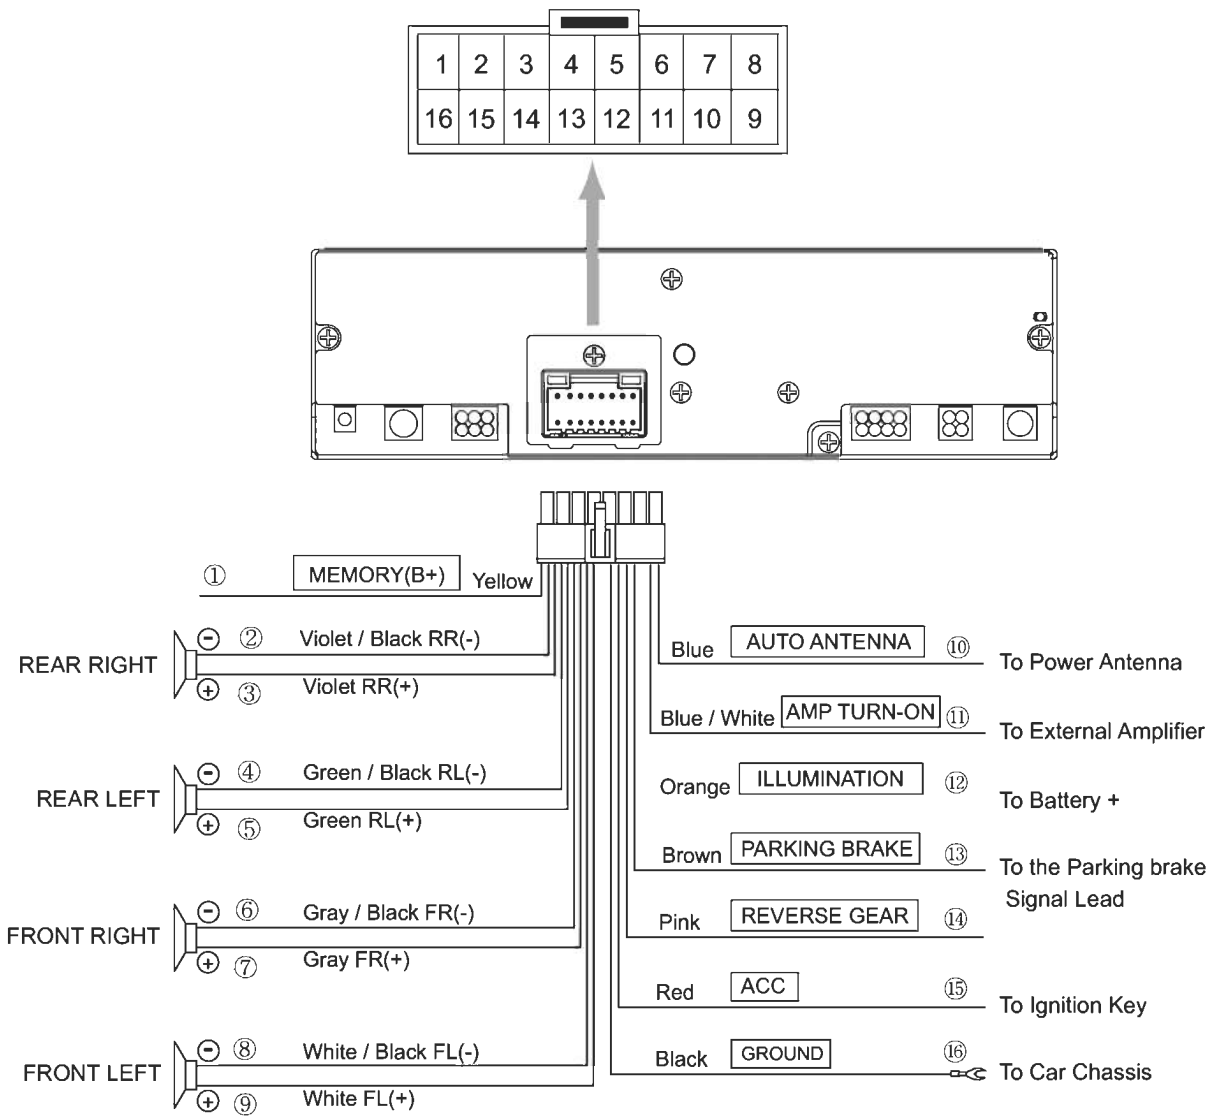 1 2 3 4 5 6 7 8
16 15 14 13 12 11 10 9
① MEMORY(B+) Yellow
② Violet / Black RR(-)
REAR RIGHT
③ Violet RR(+)
④ Green / Black RL(-)
REAR LEFT
⑤ Green RL(+)
⑥ Gray / Black FR(-)
FRONT RIGHT
⑦ Gray FR(+)
⑧ White / Black FL(-)
FRONT LEFT
⑨ White FL(+)
Blue AUTO ANTENNA ⑩ To Power Antenna
Blue / White AMP TURN-ON ⑪ To External Amplifier
Orange ILLUMINATION ⑫ To Battery +
Brown PARKING BRAKE ⑬ To the Parking brake
Signal Lead
Pink REVERSE GEAR ⑭
Red ACC ⑮ To Ignition Key
Black GROUND ⑯ To Car Chassis